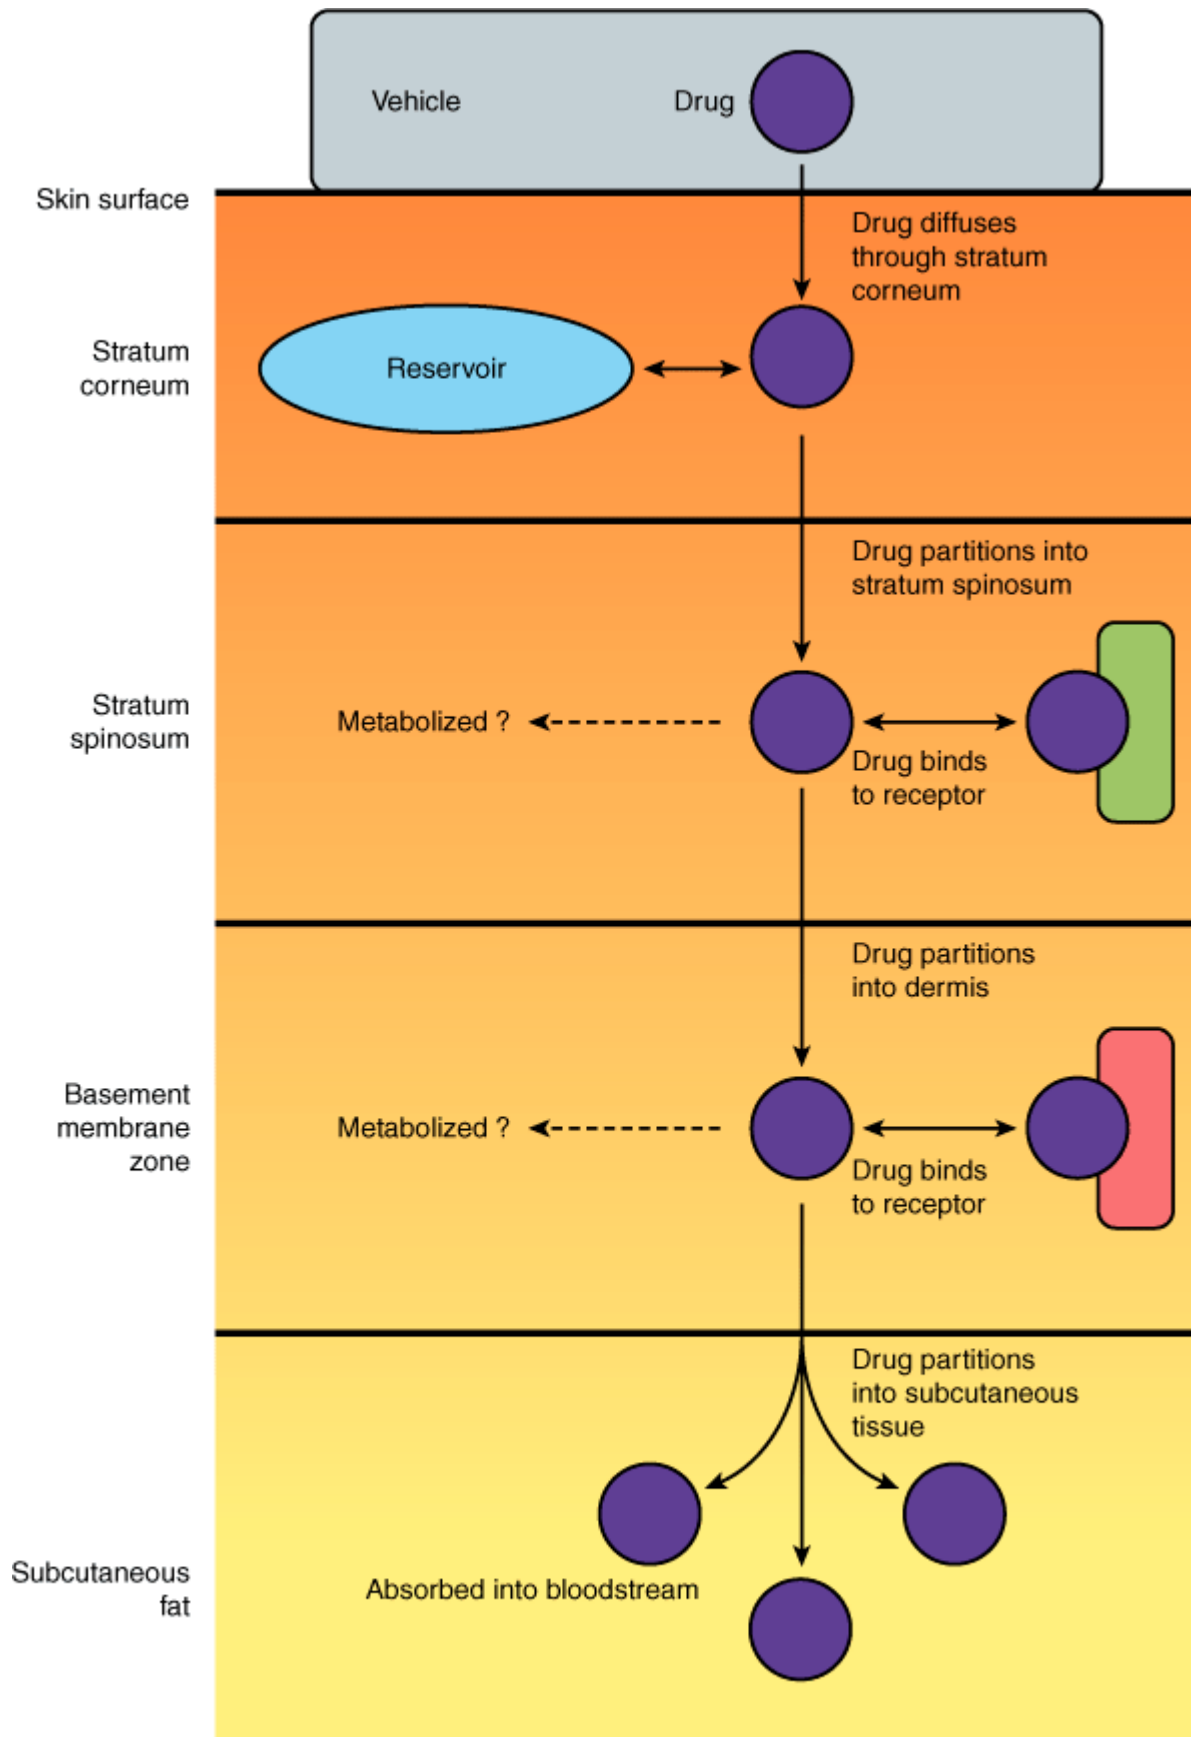 Vehicle
Drug
Skin surface
Drug diffuses
through stratum
corneum
Stratum
corneum
Reservoir
Drug partitions into
stratum spinosum
Stratum
spinosum
Metabolized ?
Drug binds
to receptor
Drug partitions
into dermis
Basement
membrane
zone
Metabolized ?
Drug binds
to receptor
Drug partitions
into subcutaneous
tissue
Subcutaneous
fat
Absorbed into bloodstream